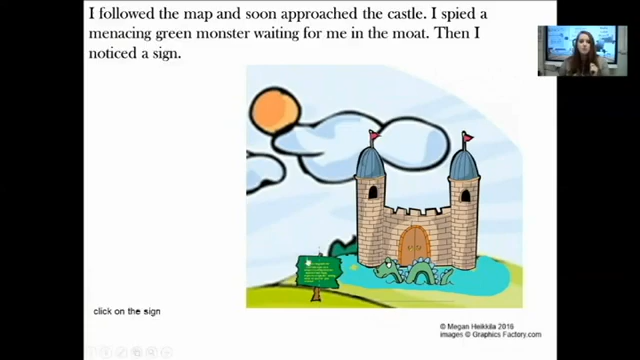 I followed the map and soon approached the castle. I spied a
menacing green monster waiting for me in the moat. Then I
noticed a sign.
click on the sign
© Megan Heikkila 2016
images © Graphics Factory.com